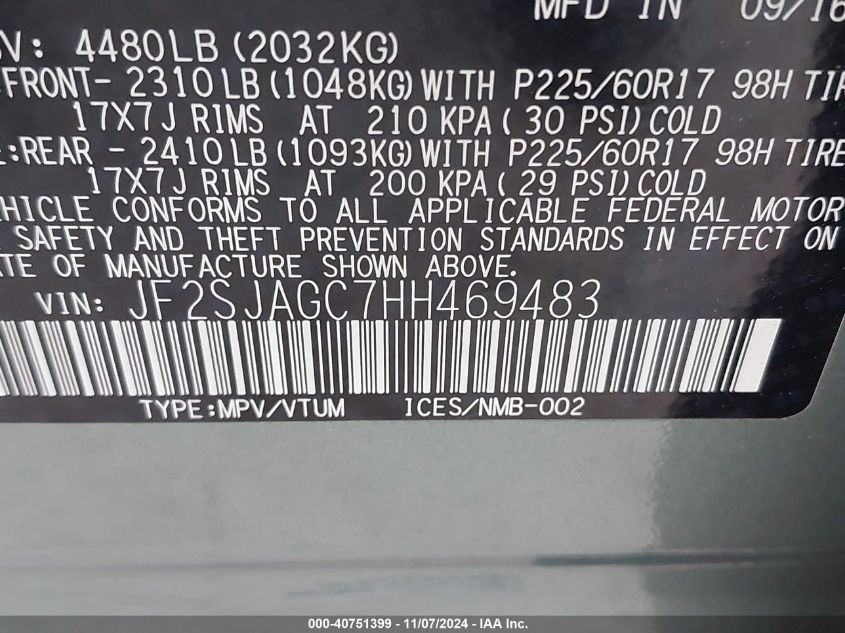 MFD IN 09/16
V: 4480LB (2032KG)
FRONT- 2310LB (1048KG) WITH P225/60R17 98H TIR
17X7J RIMS AT 210 KPA ( 30 PSI) COLD
E:REAR - 2410LB (1093KG) WITH P225/60R17 98H TIRE
17X7J RIMS AT 200 KPA ( 29 PSI) COLD
EHICLE CONFORMS TO ALL APPLICABLE FEDERAL MOTOR
SAFETY AND THEFT PREVENTION STANDARDS IN EFFECT ON
ATE OF MANUFACTURE SHOWN ABOVE.
VIN: JF2SJAGC7HH469483
TYPE:MPV/VTUM ICES/NMB-002
000-40751399 - 11/07/2024 - IAA Inc.